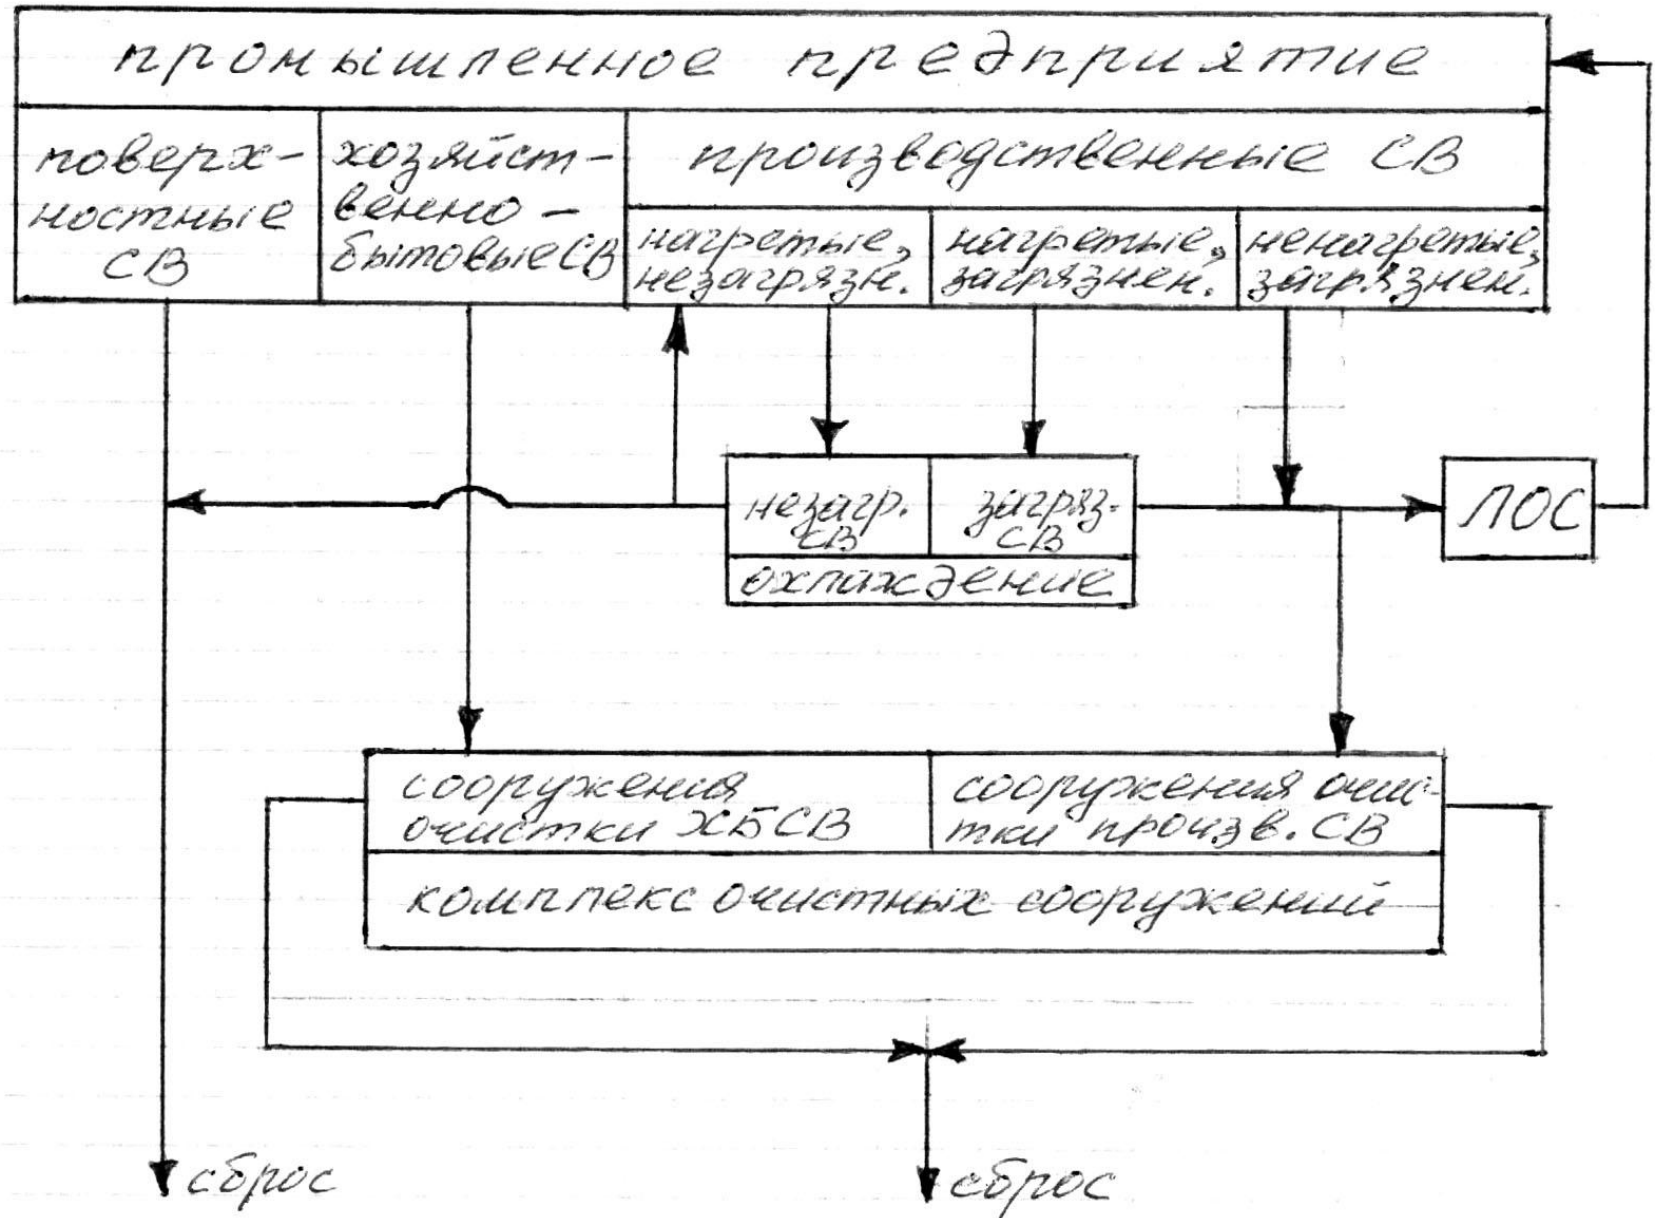 промышленное предприятие
поверх-
ностные
СВ
хозяйст-
венно-
бытовые СВ
производственные СВ
нагретые,
незагрязн.
нагретые,
загрязнен.
ненагретые,
загрязнен.
незагр.
СВ
загряз.
СВ
охлаждение
ЛОС
сооружения
очистки ХБСВ
сооружения очис-
тки произв. СВ
комплекс очистных сооружений
сброс
сброс